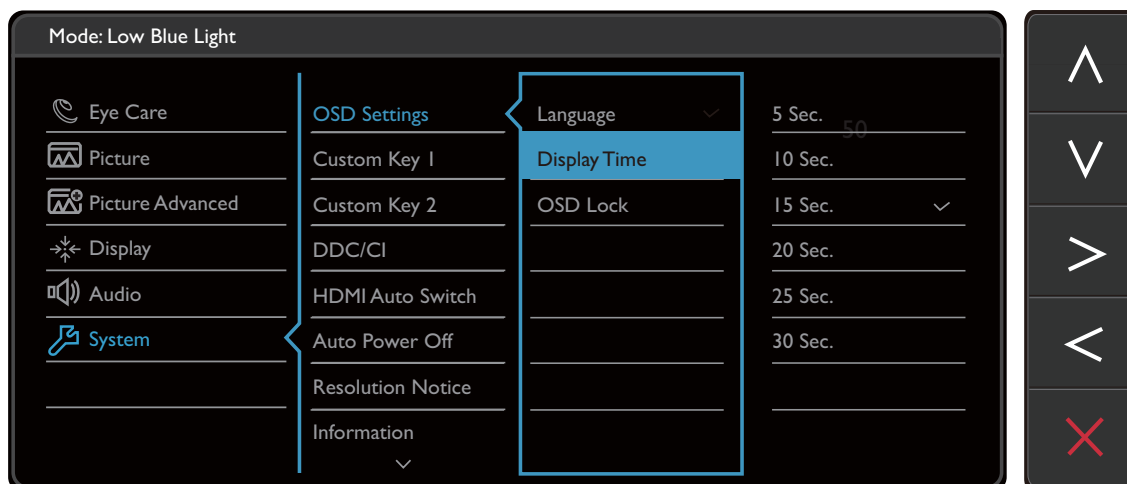 Mode: Low Blue Light
Eye Care
Picture
Picture Advanced
Display
Audio
System
OSD Settings
Custom Key 1
Custom Key 2
DDC/CI
HDMI Auto Switch
Auto Power Off
Resolution Notice
Information
Language
Display Time
OSD Lock
5 Sec.
50
10 Sec.
15 Sec.
20 Sec.
25 Sec.
30 Sec.